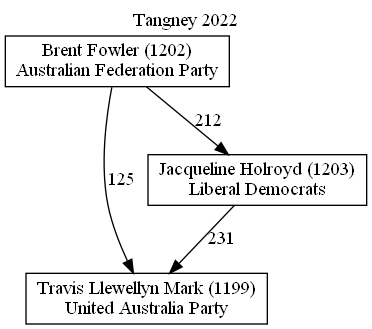 Tangney 2022
Brent Fowler (1202)
Australian Federation Party
212
Jacqueline Holroyd (1203)
Liberal Democrats
125
231
Travis Llewellyn Mark (1199)
United Australia Party